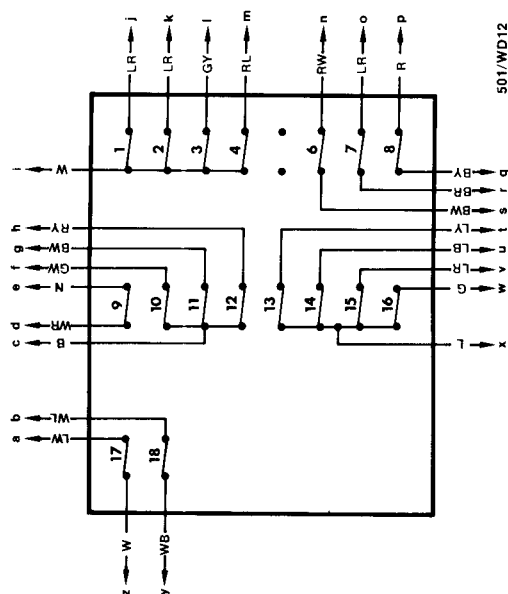 a LW
b WL
c B
d WR
e N
f GW
g BW
h RY
i W
1 LR j
2 LR k
3 GY l
4 RL m
6 RW n
7 LR o
8 R p
9
10
11
12
13
14
15
16
17
18
BY q
BR r
BW s
LY t
LB u
LR v
G w
L x
WB y
W z
501/WD12